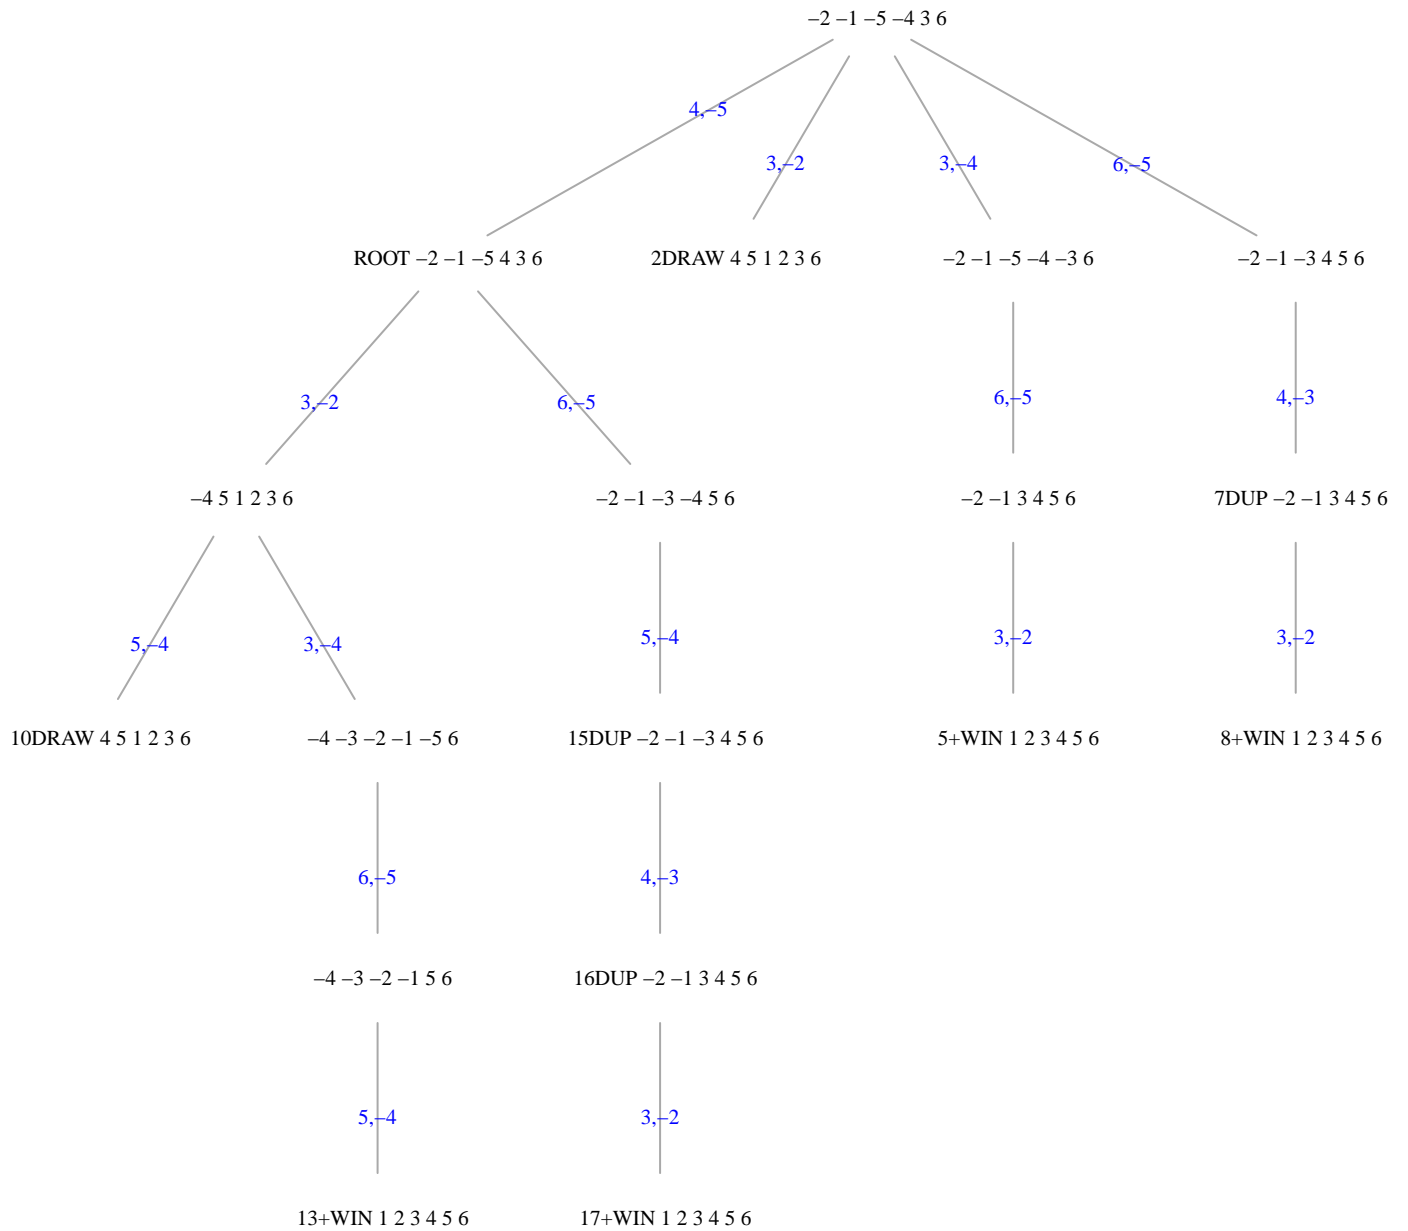 –2 –1 –5 –4 3 6
4,–5
3,–2
3,–4
6,–5
ROOT –2 –1 –5 4 3 6
2DRAW 4 5 1 2 3 6
–2 –1 –5 –4 –3 6
–2 –1 –3 4 5 6
3,–2
6,–5
6,–5
4,–3
–4 5 1 2 3 6
–2 –1 –3 –4 5 6
–2 –1 3 4 5 6
7DUP –2 –1 3 4 5 6
5,–4
3,–4
5,–4
3,–2
3,–2
10DRAW 4 5 1 2 3 6
–4 –3 –2 –1 –5 6
15DUP –2 –1 –3 4 5 6
5+WIN 1 2 3 4 5 6
8+WIN 1 2 3 4 5 6
6,–5
4,–3
–4 –3 –2 –1 5 6
16DUP –2 –1 3 4 5 6
5,–4
3,–2
13+WIN 1 2 3 4 5 6
17+WIN 1 2 3 4 5 6